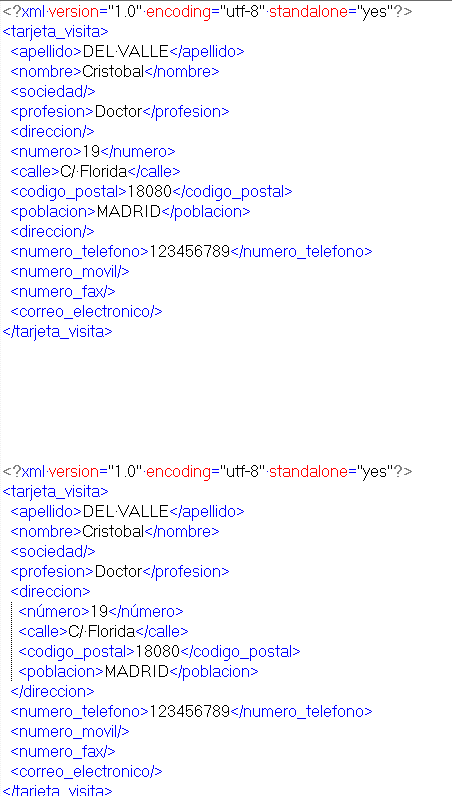 <?xml·version="1.0"·encoding="utf-8"·standalone="yes"?>
<tarjeta_visita>
<apellido>DEL·VALLE</apellido>
<nombre>Cristobal</nombre>
<sociedad/>
<profesion>Doctor</profesion>
<direccion/>
<numero>19</numero>
<calle>C/·Florida</calle>
<codigo_postal>18080</codigo_postal>
<poblacion>MADRID</poblacion>
<direccion/>
<numero_telefono>123456789</numero_telefono>
<numero_movil/>
<numero_fax/>
<correo_electronico/>
</tarjeta_visita>
<?xml·version="1.0"·encoding="utf-8"·standalone="yes"?>
<tarjeta_visita>
<apellido>DEL·VALLE</apellido>
<nombre>Cristobal</nombre>
<sociedad/>
<profesion>Doctor</profesion>
<direccion>
<número>19</número>
<calle>C/·Florida</calle>
<codigo_postal>18080</codigo_postal>
<poblacion>MADRID</poblacion>
</direccion>
<numero_telefono>123456789</numero_telefono>
<numero_movil/>
<numero_fax/>
<correo_electronico/>
</tarjeta_visita>